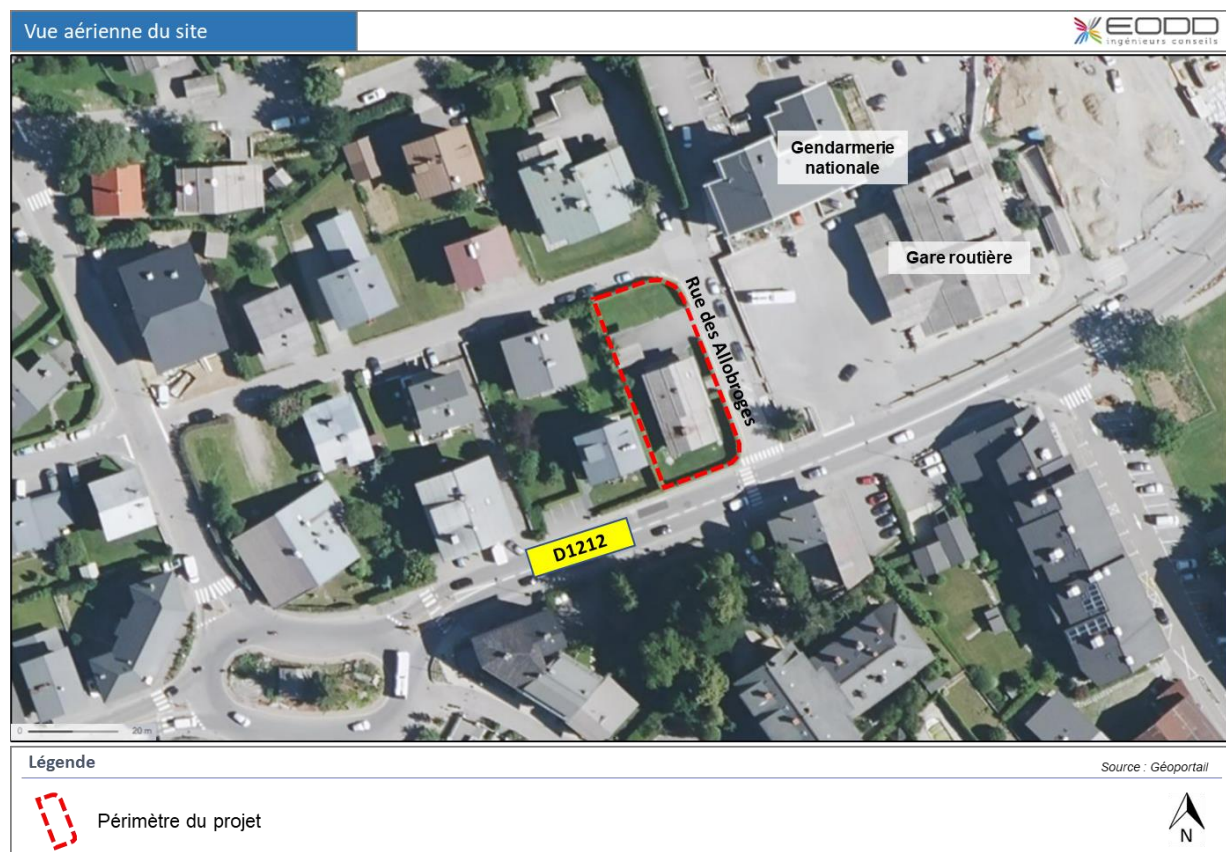 Vue aérienne du site
EODD
ingénieurs conseils
Gendarmerie
nationale
Gare routière
Rue des Allobroges
D1212
0
20 m
Légende
Source : Géoportail
Périmètre du projet
N